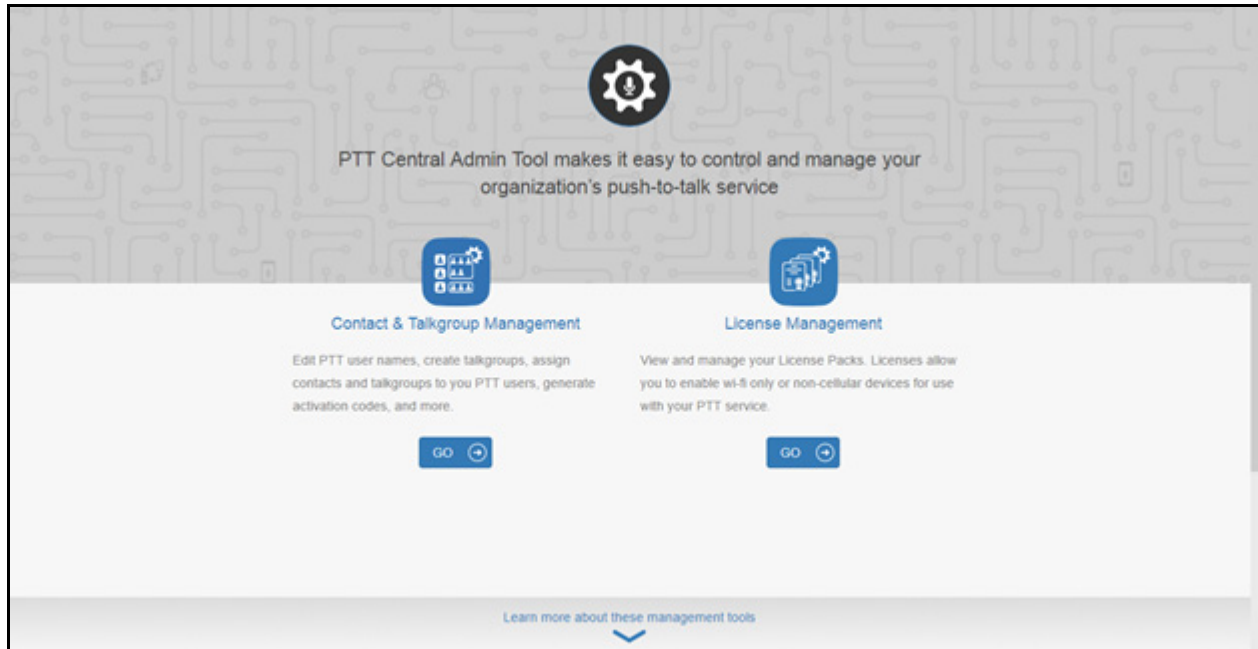 PTT Central Admin Tool makes it easy to control and manage your
organization's push-to-talk service
Contact & Talkgroup Management
Edit PTT user names, create talkgroups, assign
contacts and talkgroups to you PTT users, generate
activation codes, and more.
GO
License Management
View and manage your License Packs. Licenses allow
you to enable wi-fi only or non-cellular devices for use
with your PTT service.
GO
Learn more about these management tools